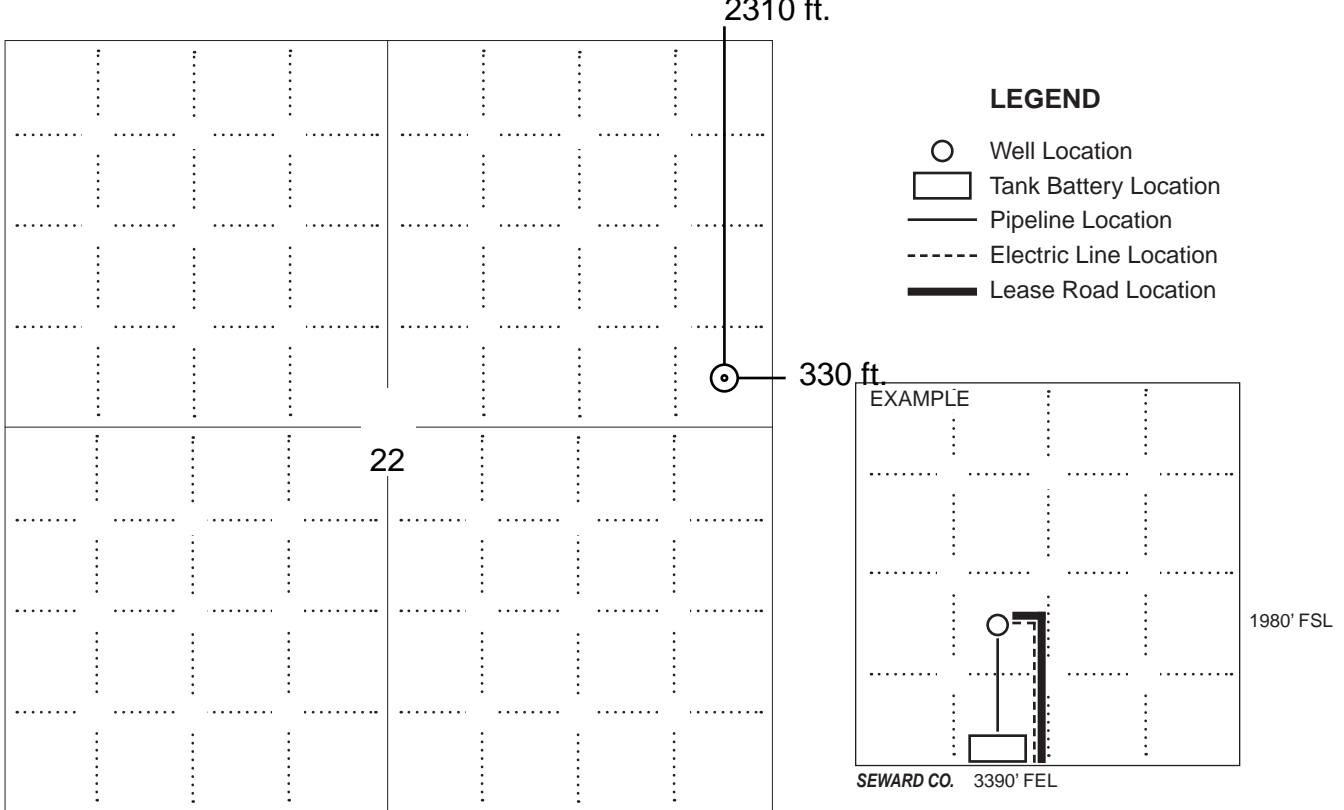 2310 ft.
LEGEND
Well Location
Tank Battery Location
Pipeline Location
Electric Line Location
Lease Road Location
330 ft.
EXAMPLE
22
1980' FSL
SEWARD CO. 3390' FEL